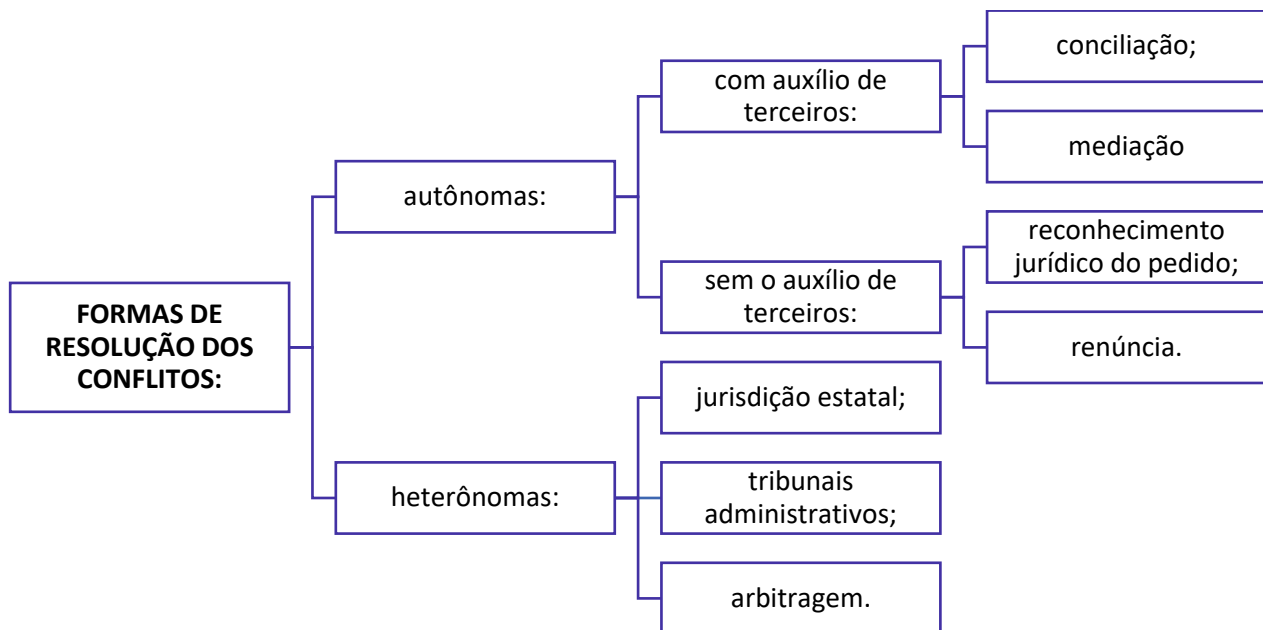 FORMAS DE
RESOLUÇÃO DOS
CONFLITOS:
autônomas:
com auxílio de
terceiros:
conciliação;
mediação
sem o auxílio de
terceiros:
reconhecimento
jurídico do pedido;
renúncia.
heterônomas:
jurisdição estatal;
tribunais
administrativos;
arbitragem.